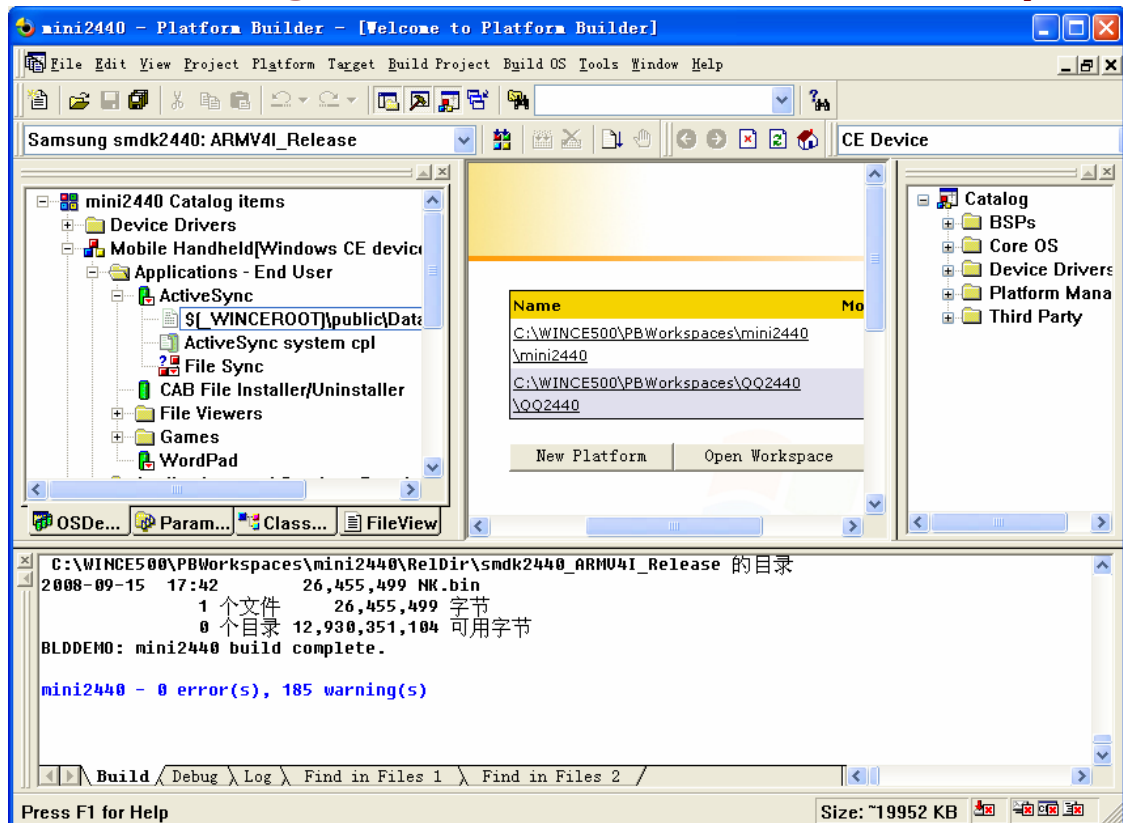 mini2440 - Platform Builder - [Welcome to Platform Builder]
File Edit View Project Platform Target Build Project Build OS Tools Window Help
Samsung smdk2440: ARMV4I_Release
CE Device
mini2440 Catalog items
Device Drivers
Mobile Handheld[Windows CE devic
Applications - End User
ActiveSync
$(_WINCEROOT)\public\Data
ActiveSync system cpl
File Sync
CAB File Installer/Uninstaller
File Viewers
Games
WordPad
OSDe... Param... Class... FileView
Name Mo
C:\WINCE500\PBWorkspaces\mini2440
\mini2440
C:\WINCE500\PBWorkspaces\QQ2440
\QQ2440
New Platform Open Workspace
Catalog
BSPs
Core OS
Device Drivers
Platform Mana
Third Party
C:\WINCE500\PBWorkspaces\mini2440\RelDir\smdk2440_ARMV4I_Release 的目录
2008-09-15 17:42 26,455,499 NK.bin
1 个文件 26,455,499 字节
0 个目录 12,930,351,104 可用字节
BLDDEMO: mini2440 build complete.
mini2440 - 0 error(s), 185 warning(s)
Build Debug Log Find in Files 1 Find in Files 2
Press F1 for Help
Size: ~19952 KB